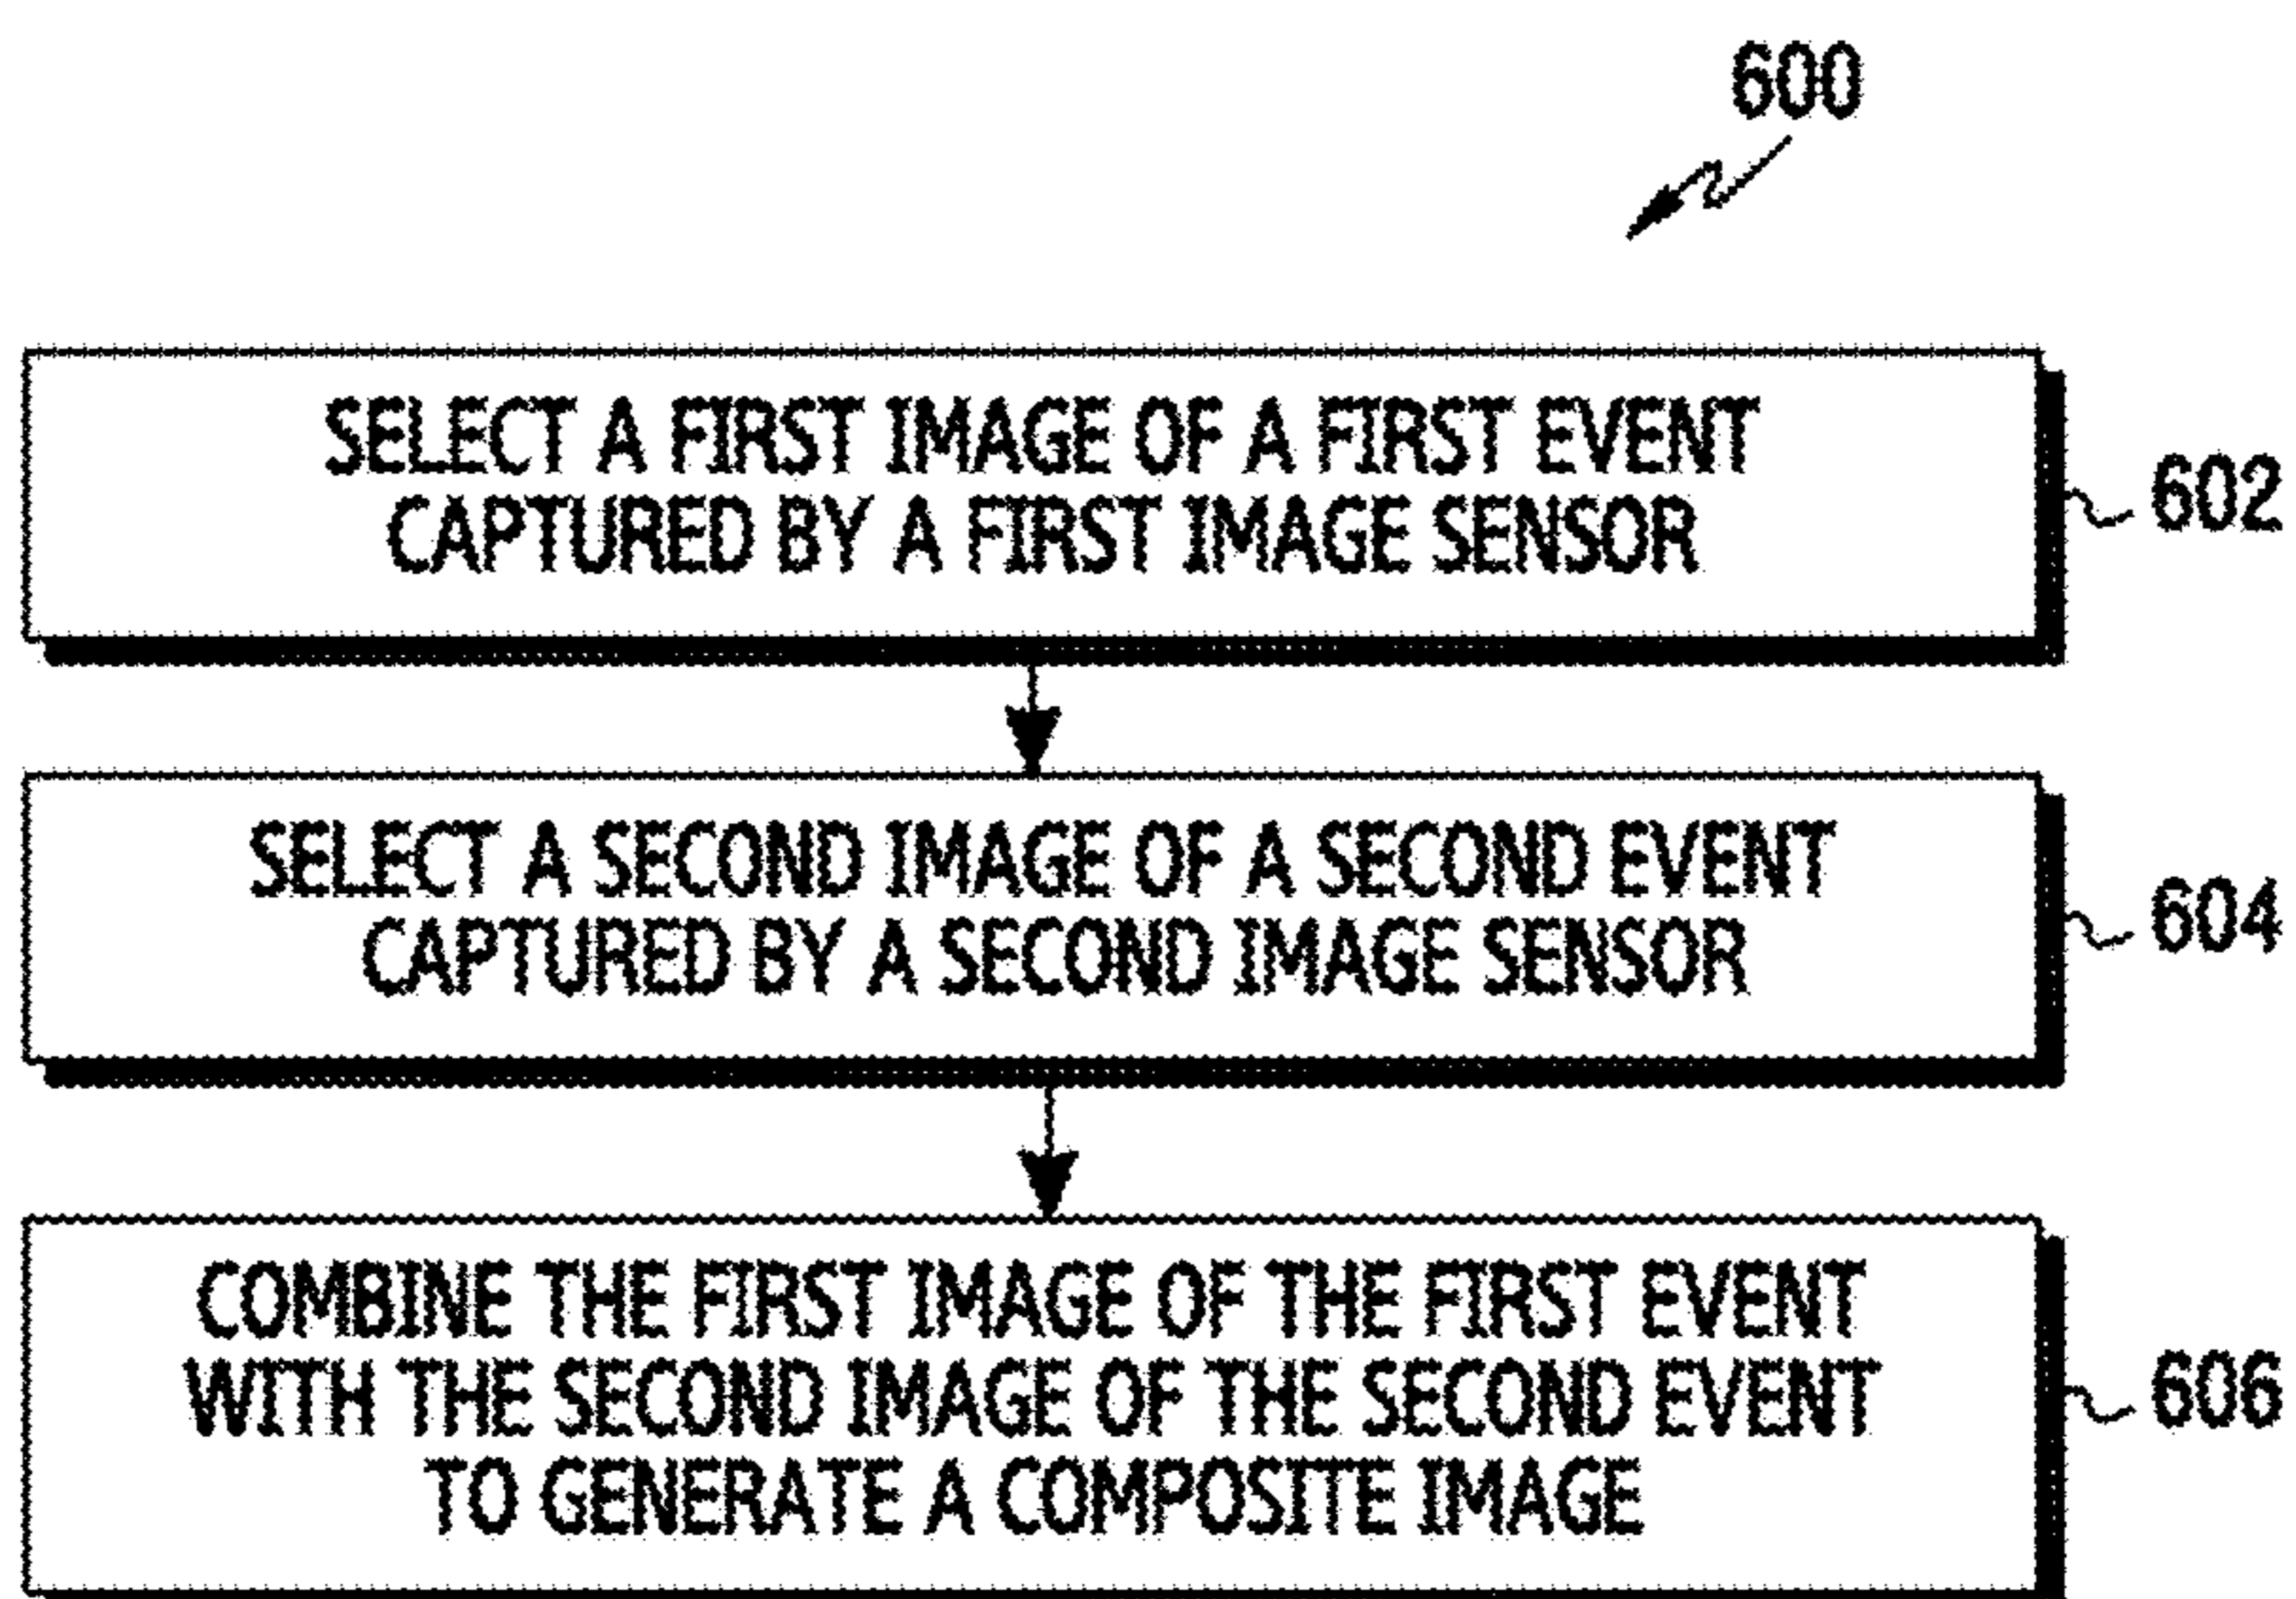 600
SELECT A FIRST IMAGE OF A FIRST EVENT
CAPTURED BY A FIRST IMAGE SENSOR
602
SELECT A SECOND IMAGE OF A SECOND EVENT
CAPTURED BY A SECOND IMAGE SENSOR
604
COMBINE THE FIRST IMAGE OF THE FIRST EVENT
WITH THE SECOND IMAGE OF THE SECOND EVENT
TO GENERATE A COMPOSITE IMAGE
606